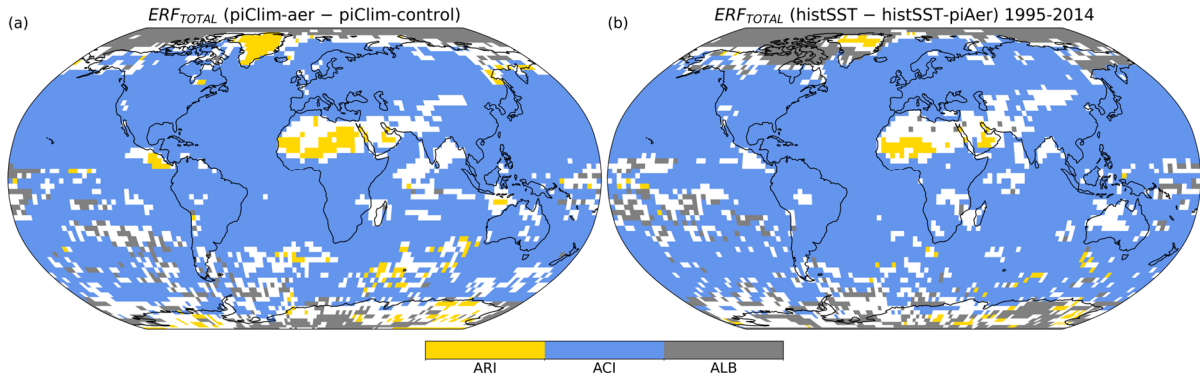 (a)
ERF_TOTAL (piClim-aer − piClim-control)
(b)
ERF_TOTAL (histSST − histSST-piAer) 1995-2014
ARI ACI ALB